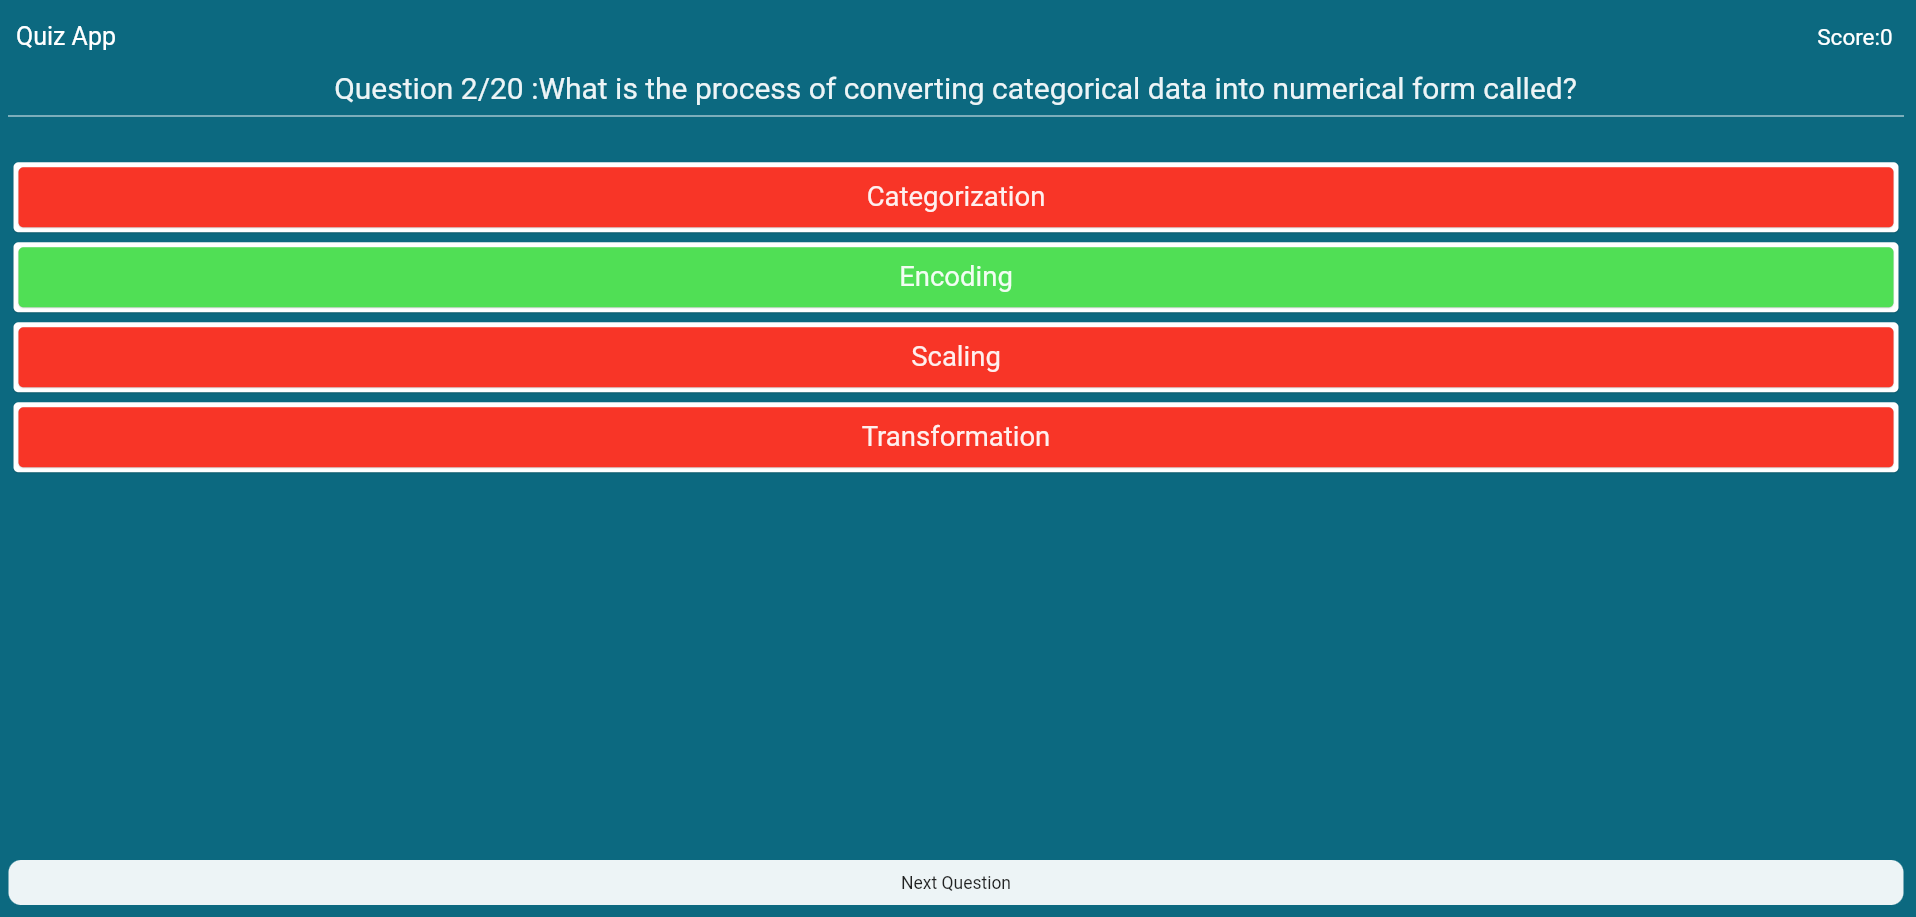 Quiz App
Score:0
Question 2/20 :What is the process of converting categorical data into numerical form called?
Categorization
Encoding
Scaling
Transformation
Next Question